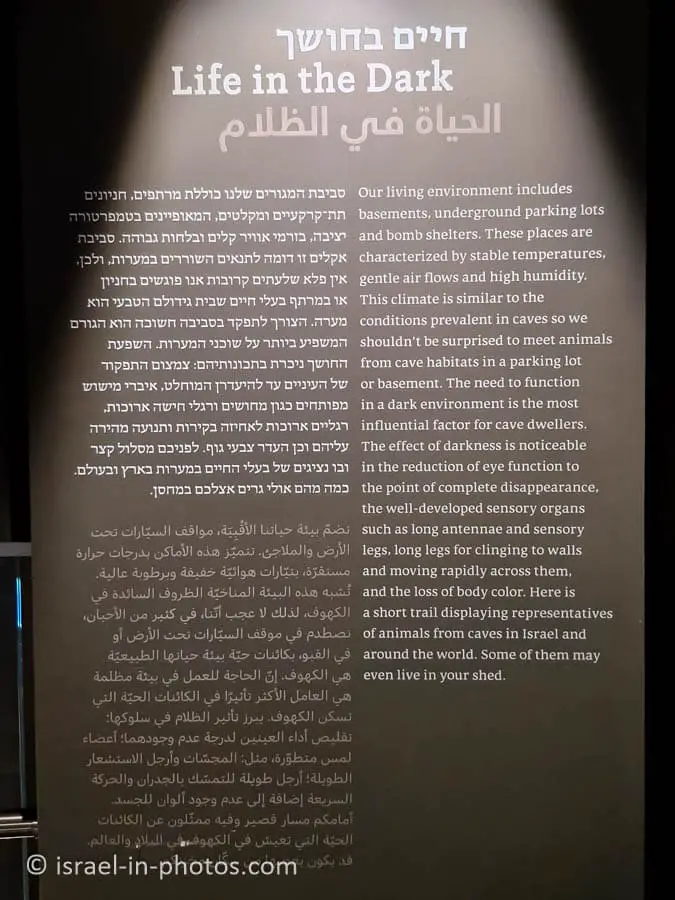 חיים בחושך
Life in the Dark
الحياة في الظلام
סביבת המגורים שלנו כוללת מרתפים, חניונים
תת־קרקעיים ומקלטים, המאופיינים בטמפרטורה
יציבה, בזרמי אוויר קלים ובלחות גבוהה. סביבת
אקלים זו דומה לתנאים השוררים במערות, ולכן,
אין פלא שלעתים קרובות אנו פוגשים בחניון
או במרתף בעלי חיים שבית גידולם הטבעי הוא
מערה. הצורך לתפקד בסביבה חשוכה הוא הגורם
המשפיע ביותר על שוכני המערות. השפעת
החושך ניכרת בתכונותיהם: צמצום התפקוד
של העיניים עד להיעדרן המוחלט, איברי מישוש
מפותחים כגון מחושים ורגלי חישה ארוכות,
רגליים ארוכות לאחיזה בקירות ותנועה מהירה
עליהם וכן העדר צבעי גוף. לפניכם מסלול קצר
ובו נציגים של בעלי החיים במערות בארץ ובעולם.
כמה מהם אולי גרים אצלכם במחסן.
Our living environment includes
basements, underground parking lots
and bomb shelters. These places are
characterized by stable temperatures,
gentle air flows and high humidity.
This climate is similar to the
conditions prevalent in caves so we
shouldn't be surprised to meet animals
from cave habitats in a parking lot
or basement. The need to function
in a dark environment is the most
influential factor for cave dwellers.
The effect of darkness is noticeable
in the reduction of eye function to
the point of complete disappearance,
the well-developed sensory organs
such as long antennae and sensory
legs, long legs for clinging to walls
and moving rapidly across them,
and the loss of body color. Here is
a short trail displaying representatives
of animals from caves in Israel and
around the world. Some of them may
even live in your shed.
تضمّ بيئة حياتنا الأقْبِيَة، مواقف السيّارات تحت
الأرض والملاجئ. تتميّز هذه الأماكن بدرجات حرارة
مستقرّة، بتيّارات هوائيّة خفيفة وبرطوبة عالية.
تُشبه هذه البيئة المناخيّة الظروف السائدة في
الكهوف، لذلك لا عجب أنّنا، في كثير من الأحيان،
نصطدم في موقف السيّارات تحت الأرض أو
في القبو، بكائنات حيّة بيئة حياتها الطبيعيّة
هي الكهوف. إنّ الحاجة للعمل في بيئة مظلمة
هي العامل الأكثر تأثيرًا في الكائنات الحيّة التي
تسكن الكهوف. يبرز تأثير الظلام في سلوكها:
تقليص أداء العينين لدرجة عدم وجودهما؛ أعضاء
لمس متطوّرة، مثل: المجسّات وأرجل الاستشعار
الطويلة؛ أرجل طويلة للتمسّك بالجدران والحركة
السريعة إضافة إلى عدم وجود ألوان للجسد.
أمامكم مسار قصير وفيه ممثّلون عن الكائنات
الحيّة التي تعيش في الكهوف في البلاد والعالم.
قد يكون
© israel-in-photos.com